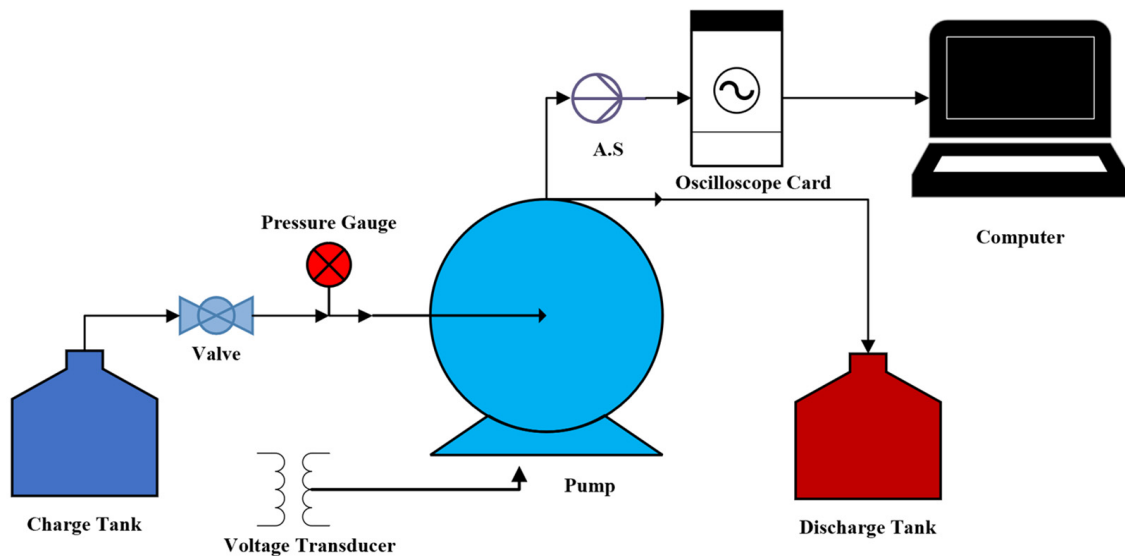 A.S
Oscilloscope Card
Pressure Gauge
Computer
Valve
Pump
Charge Tank
Discharge Tank
Voltage Transducer